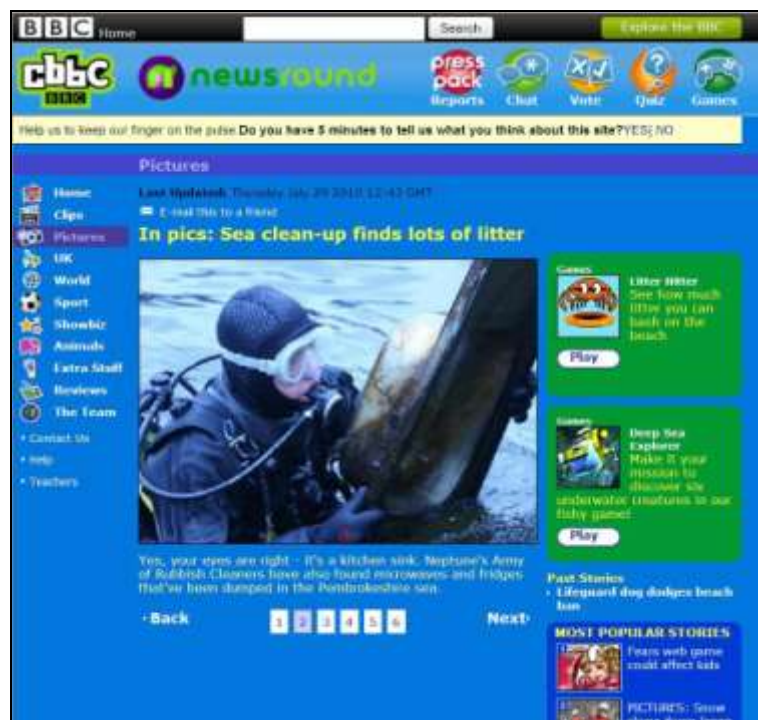 BBC Home
Search
Explore the BBC
cbbc
BBC
newsround
press pack
Reports
Chat
Vote
Quiz
Games
Help us to keep our finger on the pulse Do you have 5 minutes to tell us what you think about this site? YES| NO
Pictures
Last Updated: Thursday July 29 2010 12:43 GMT
E-mail this to a friend
In pics: Sea clean-up finds lots of litter
Home
Clips
Pictures
UK
World
Sport
Showbiz
Animals
Extra Stuff
Reviews
The Team
Contact Us
Help
Teachers
Yes, your eyes are right - it's a kitchen sink. Neptune's Army
of Rubbish Cleaners have also found microwaves and fridges
that've been dumped in the Pembrokeshire sea.
‹Back
1 2 3 4 5 6
Next›
Games
Litter Hitter
See how much
litter you can
bash on the
beach
Play
Games
Deep Sea
Explorer
Make it your
mission to
discover six
underwater creatures in our
fishy game!
Play
Past Stories
Lifeguard dog dodges beach
ban
MOST POPULAR STORIES
Fears web game
could affect kids
PICTURES: Snow